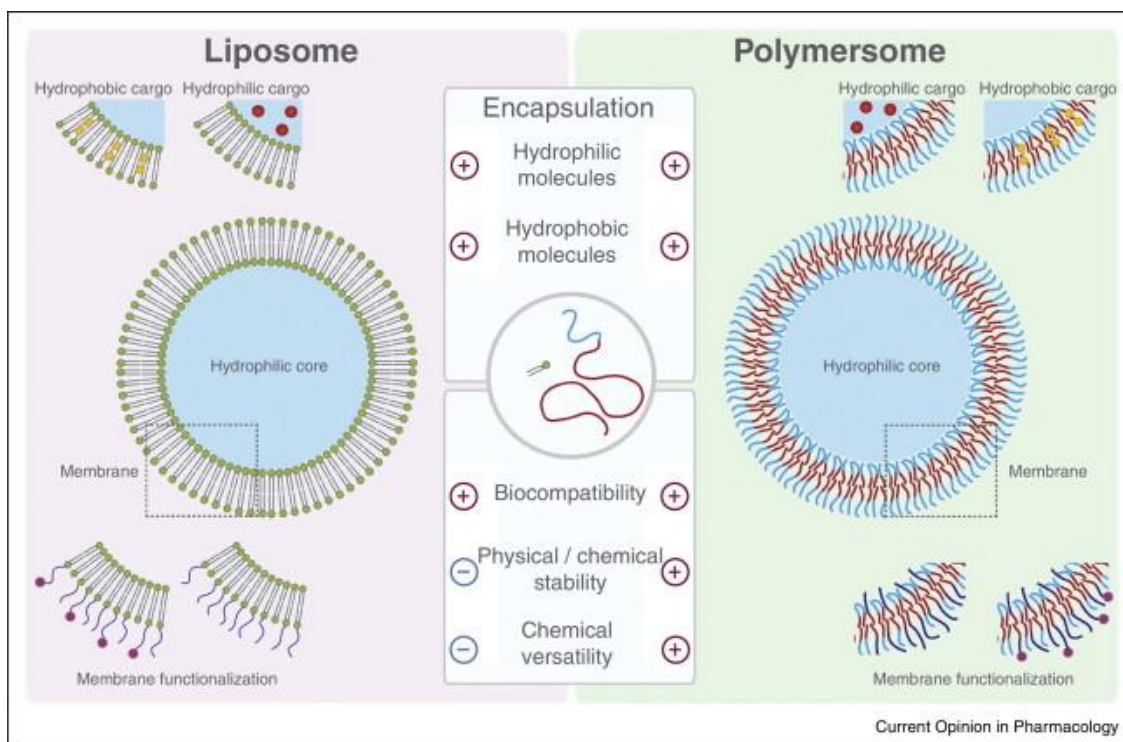 Liposome
Polymersome
Hydrophobic cargo
Hydrophilic cargo
Hydrophilic cargo
Hydrophobic cargo
Encapsulation
Hydrophilic
molecules
Hydrophobic
molecules
Hydrophilic core
Hydrophilic core
Membrane
Membrane
Biocompatibility
Physical / chemical
stability
Chemical
versatility
Membrane functionalization
Membrane functionalization
Current Opinion in Pharmacology